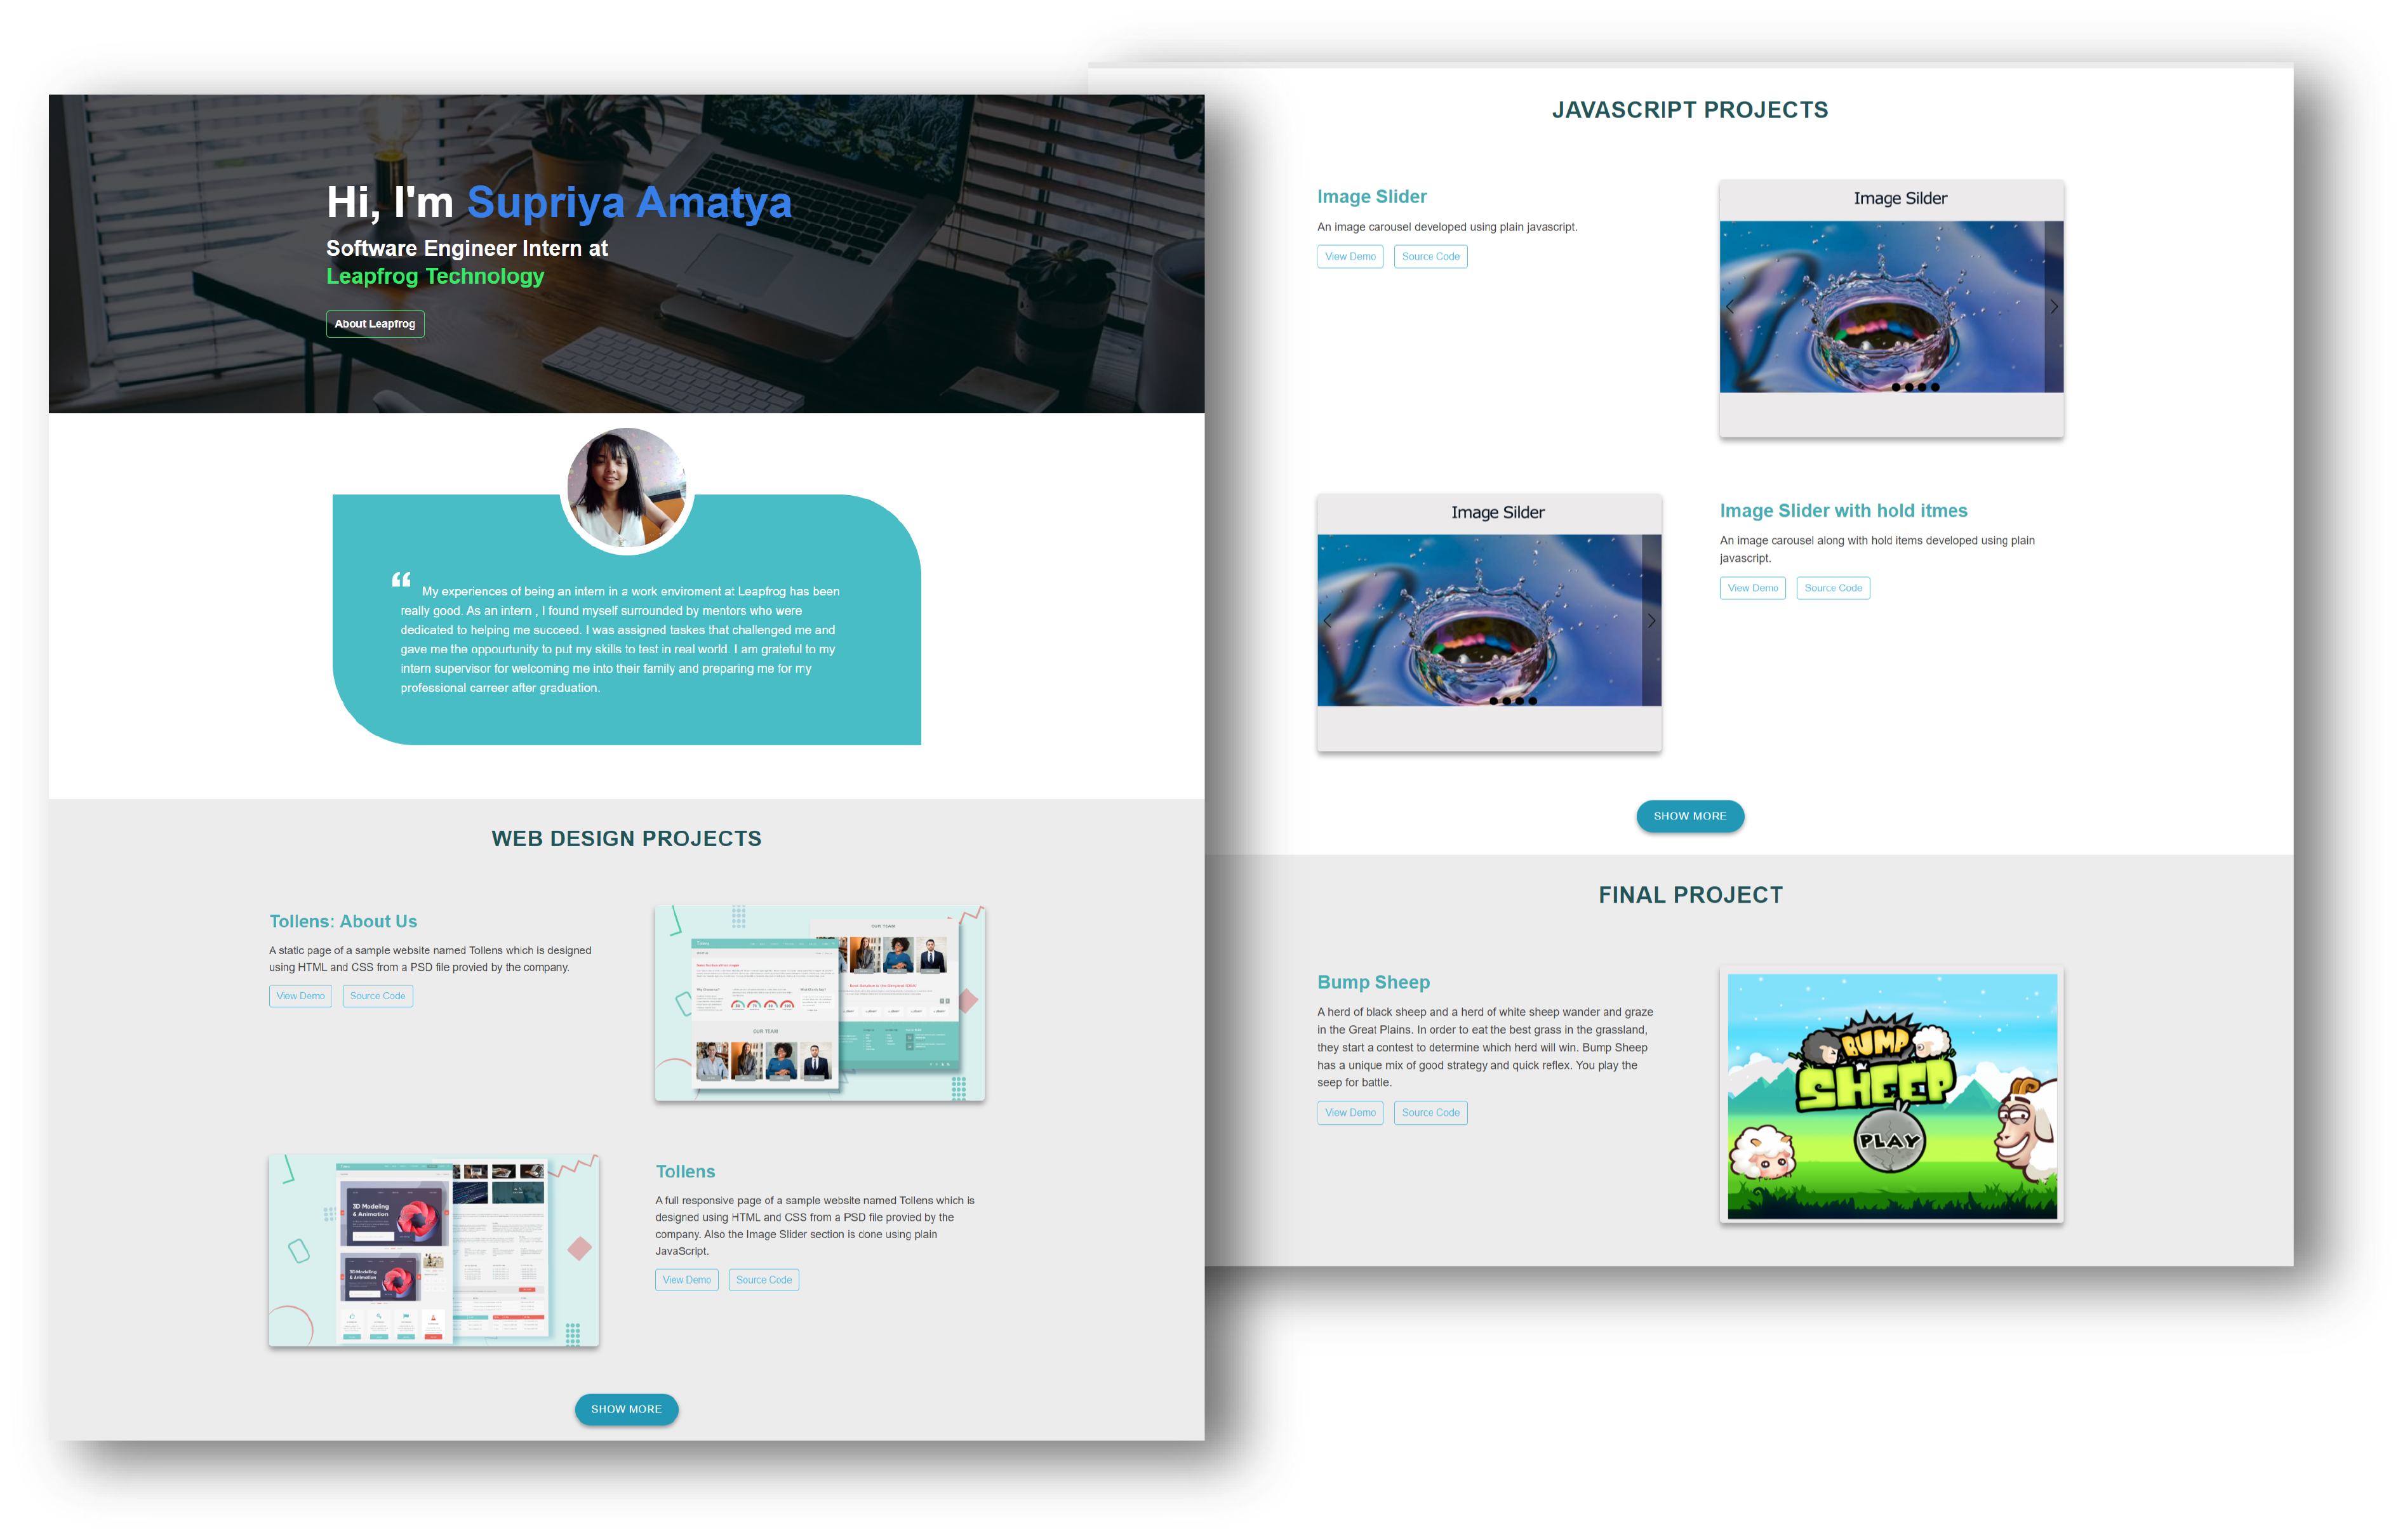 Hi, I'm Supriya Amatya
Software Engineer Intern at
Leapfrog Technology
About Leapfrog
“ My experiences of being an intern in a work enviroment at Leapfrog has been
really good. As an intern , I found myself surrounded by mentors who were
dedicated to helping me succeed. I was assigned taskes that challenged me and
gave me the oppourtunity to put my skills to test in real world. I am grateful to my
intern supervisor for welcoming me into their family and preparing me for my
professional carreer after graduation.
WEB DESIGN PROJECTS
Tollens: About Us
A static page of a sample website named Tollens which is designed
using HTML and CSS from a PSD file provied by the company.
View Demo
Source Code
OUR TEAM
OUR TEAM
3D Modeling
& Animation
3D Modeling
& Animation
Tollens
A full responsive page of a sample website named Tollens which is
designed using HTML and CSS from a PSD file provied by the
company. Also the Image Slider section is done using plain
JavaScript.
View Demo
Source Code
SHOW MORE
JAVASCRIPT PROJECTS
Image Slider
An image carousel developed using plain javascript.
View Demo
Source Code
Image Silder
Image Silder
Image Slider with hold itmes
An image carousel along with hold items developed using plain
javascript.
View Demo
Source Code
SHOW MORE
FINAL PROJECT
Bump Sheep
A herd of black sheep and a herd of white sheep wander and graze
in the Great Plains. In order to eat the best grass in the grassland,
they start a contest to determine which herd will win. Bump Sheep
has a unique mix of good strategy and quick reflex. You play the
seep for battle.
View Demo
Source Code
BUMP
SHEEP
PLAY